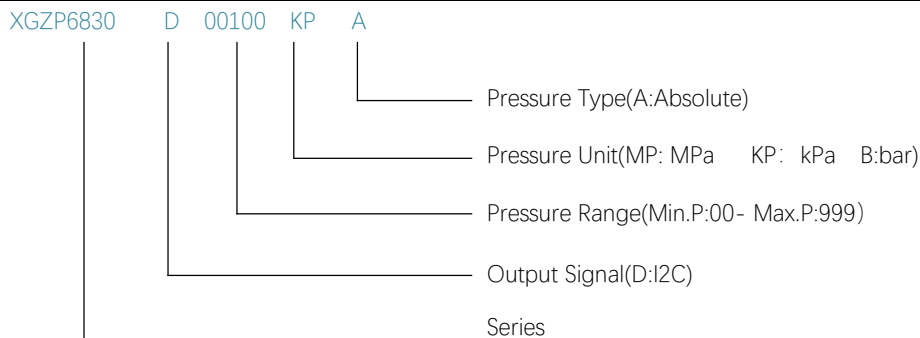 XGZP6830 D 00100 KP A
Pressure Type(A:Absolute)
Pressure Unit(MP: MPa KP： kPa B:bar)
Pressure Range(Min.P:00- Max.P:999）
Output Signal(D:I2C)
Series